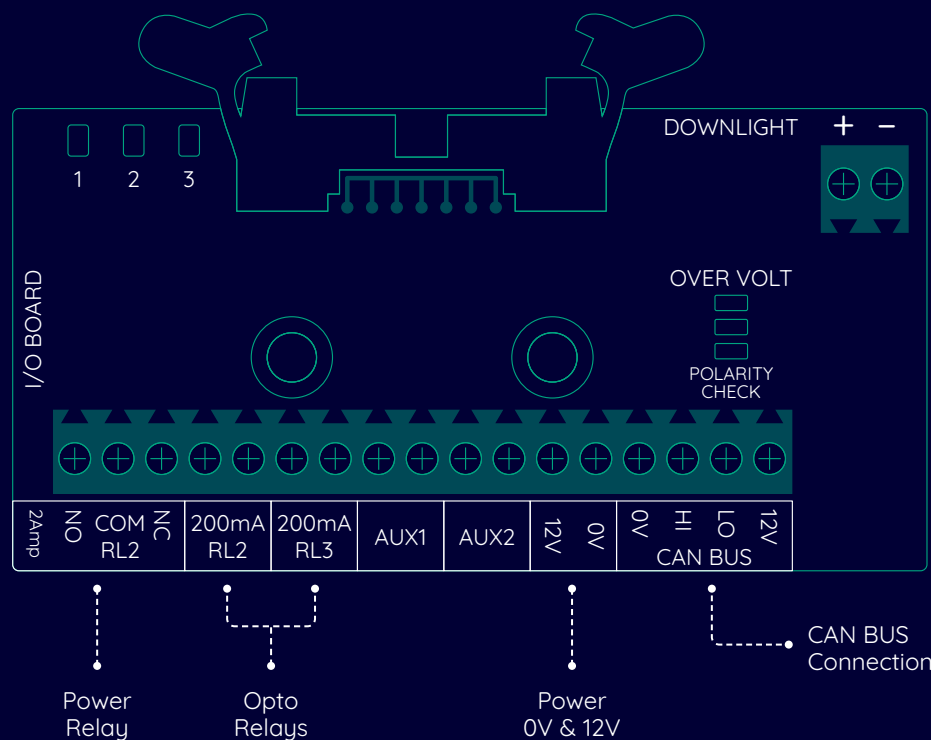 DOWNLIGHT + −
1 2 3
I/O BOARD
OVER VOLT
POLARITY
CHECK
2Amp
NO COM NC
RL2
200mA
RL2
200mA
RL3
AUX1
AUX2
12V 0V
0V HI LO 12V
CAN BUS
CAN BUS
Connection
Power
Relay
Opto
Relays
Power
0V & 12V